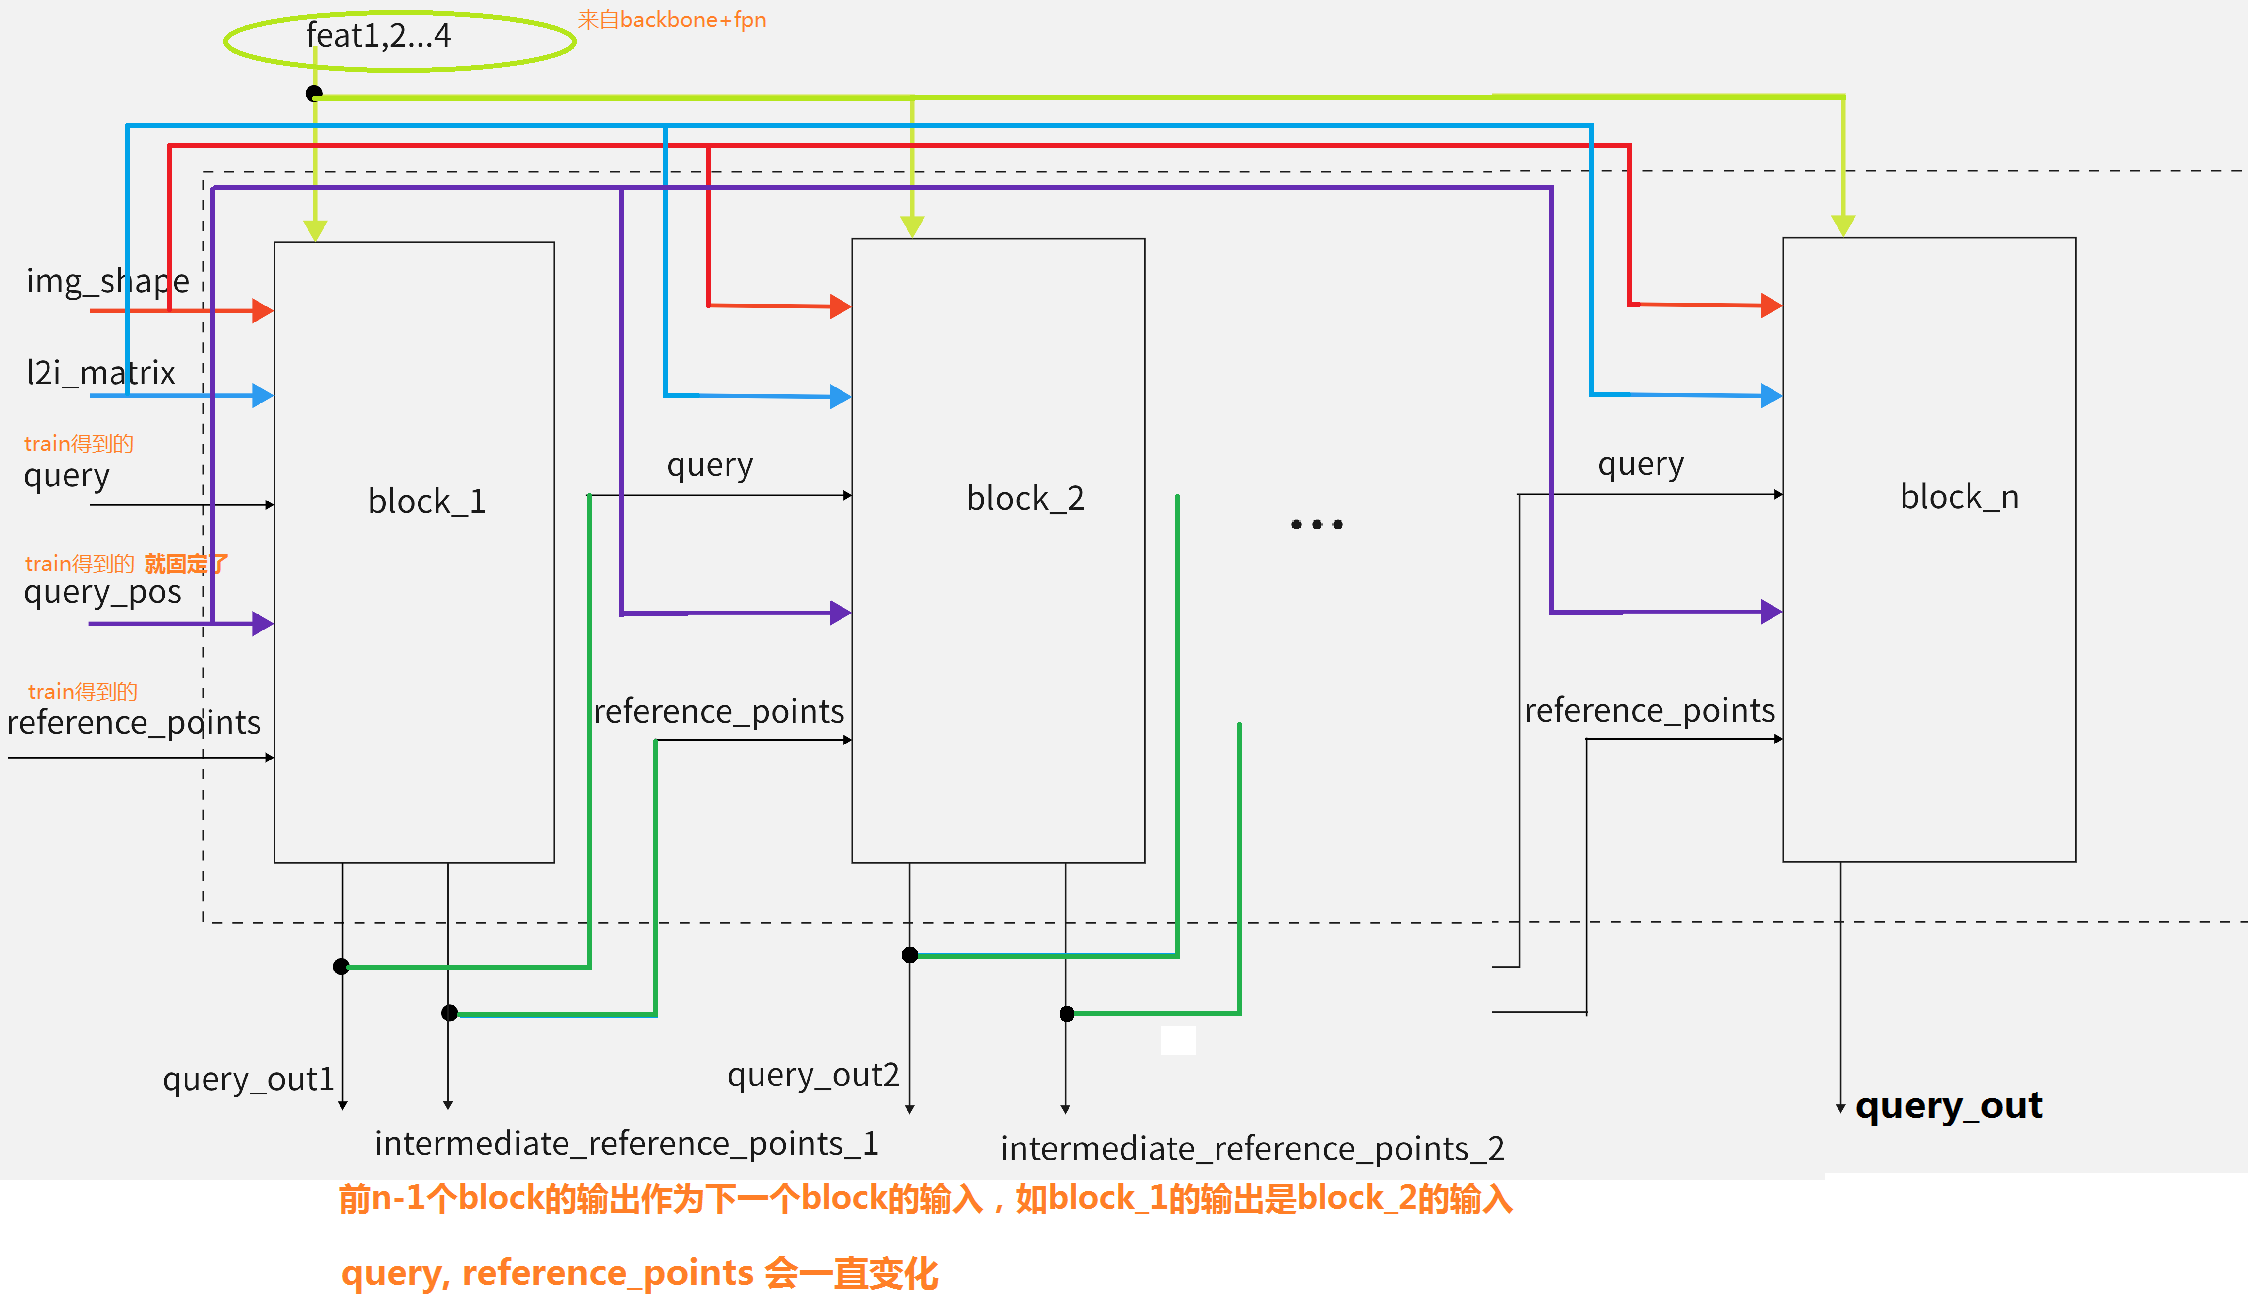 feat1,2...4
来自backbone+fpn
img_shape
l2i_matrix
train得到的
query
train得到的 就固定了
query_pos
train得到的
reference_points
block_1
query
reference_points
block_2
...
query
reference_points
block_n
query_out1
intermediate_reference_points_1
query_out2
intermediate_reference_points_2
query_out
前n-1个block的输出作为下一个block的输入，如block_1的输出是block_2的输入
query, reference_points 会一直变化